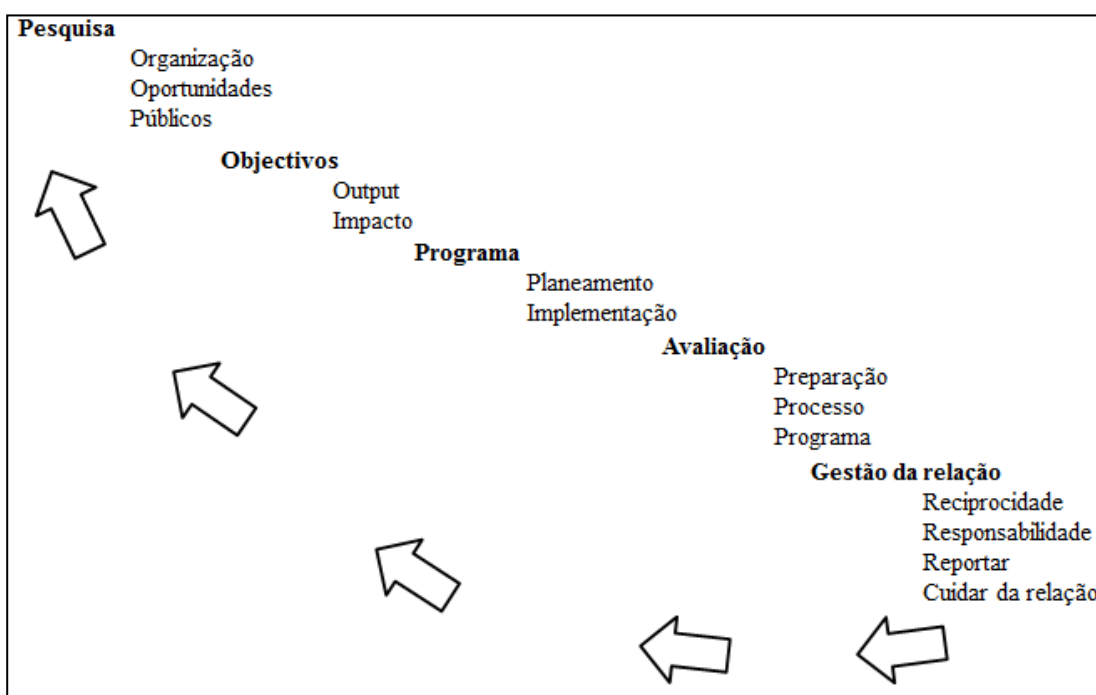 Pesquisa
Organização
Oportunidades
Públicos
Objectivos
Output
Impacto
Programa
Planeamento
Implementação
Avaliação
Preparação
Processo
Programa
Gestão da relação
Reciprocidade
Responsabilidade
Reportar
Cuidar da relação